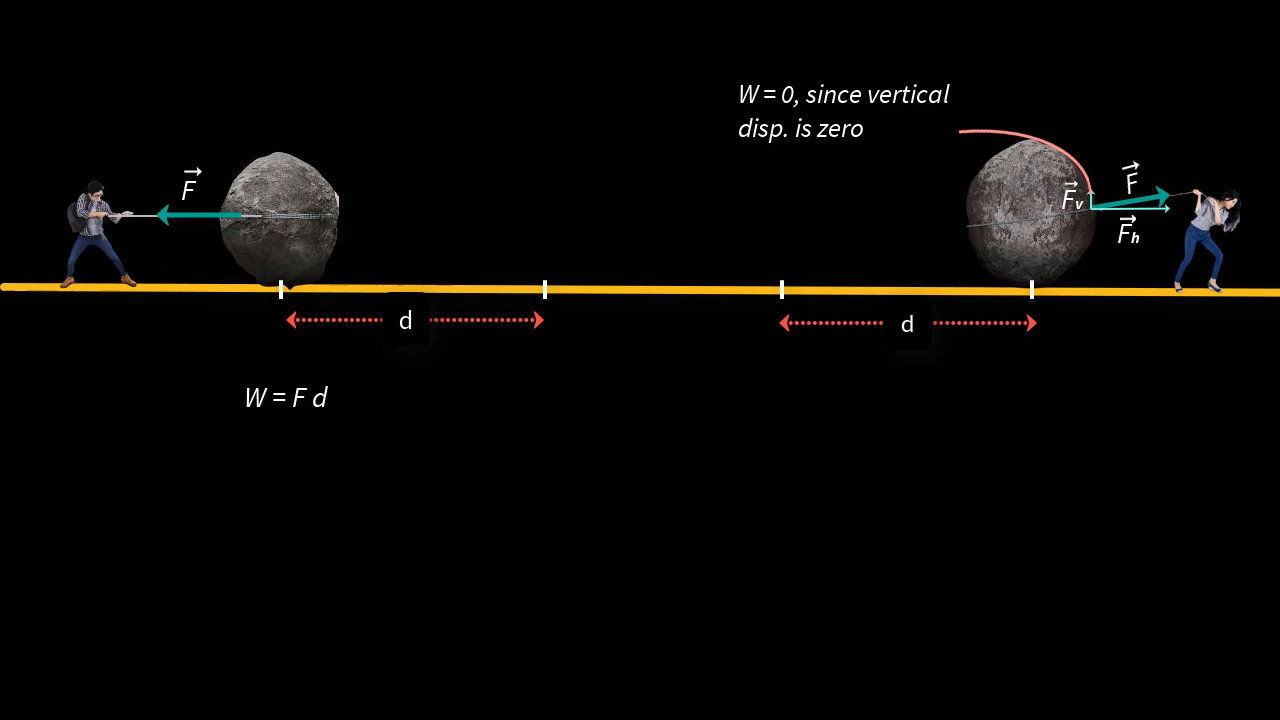 W = 0, since vertical
disp. is zero
F
F
Fv
Fh
d
d
W = F d